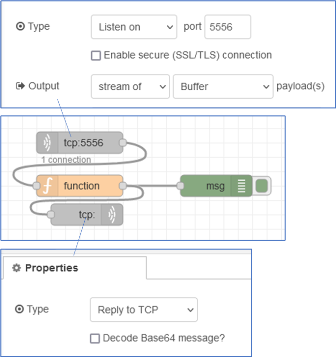 Type Listen on port 5556
Enable secure (SSL/TLS) connection
Output stream of Buffer payload(s)
tcp:5556
1 connection
function msg
tcp:
Properties
Type Reply to TCP
Decode Base64 message?